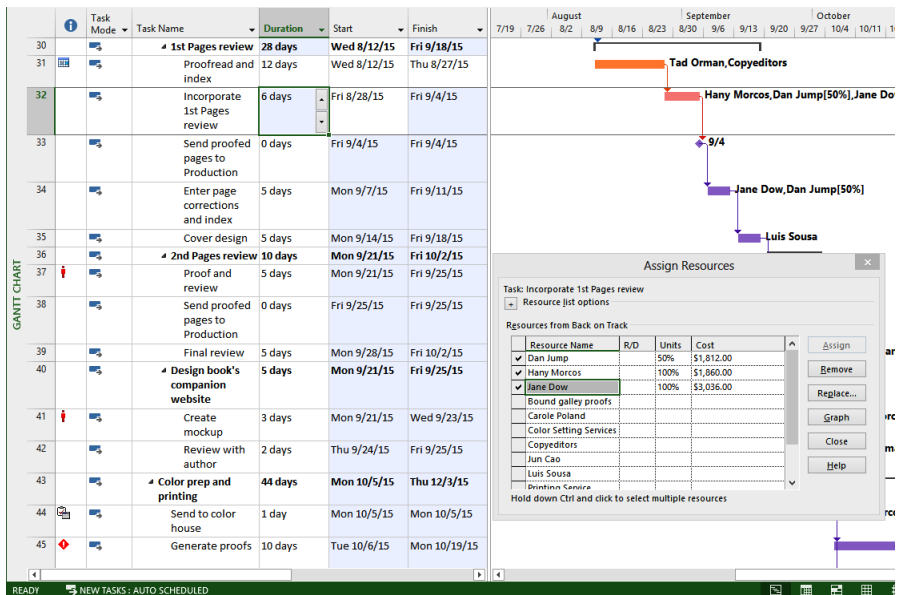 Task Mode Task Name Duration Start Finish
August September October
7/19 7/26 8/2 8/9 8/16 8/23 8/30 9/6 9/13 9/20 9/27 10/4 10/11
GANTT CHART
30 1st Pages review 28 days Wed 8/12/15 Fri 9/18/15
31 Proofread and index 12 days Wed 8/12/15 Thu 8/27/15
Tad Orman,Copyeditors
32 Incorporate 1st Pages review 6 days Fri 8/28/15 Fri 9/4/15
Hany Morcos,Dan Jump[50%],Jane Do
33 Send proofed pages to Production 0 days Fri 9/4/15 Fri 9/4/15
9/4
34 Enter page corrections and index 5 days Mon 9/7/15 Fri 9/11/15
Jane Dow,Dan Jump[50%]
35 Cover design 5 days Mon 9/14/15 Fri 9/18/15
Luis Sousa
36 2nd Pages review 10 days Mon 9/21/15 Fri 10/2/15
37 Proof and review 5 days Mon 9/21/15 Fri 9/25/15
38 Send proofed pages to Production 0 days Fri 9/25/15 Fri 9/25/15
39 Final review 5 days Mon 9/28/15 Fri 10/2/15
40 Design book's companion website 5 days Mon 9/21/15 Fri 9/25/15
41 Create mockup 3 days Mon 9/21/15 Wed 9/23/15
42 Review with author 2 days Thu 9/24/15 Fri 9/25/15
43 Color prep and printing 44 days Mon 10/5/15 Thu 12/3/15
44 Send to color house 1 day Mon 10/5/15 Mon 10/5/15
45 Generate proofs 10 days Tue 10/6/15 Mon 10/19/15
Assign Resources
Task: Incorporate 1st Pages review
+ Resource list options
Resources from Back on Track
Resource Name R/D Units Cost
Dan Jump 50% $1,812.00
Hany Morcos 100% $1,860.00
Jane Dow 100% $3,036.00
Bound galley proofs
Carole Poland
Color Setting Services
Copyeditors
Jun Cao
Luis Sousa
Printing Service
Assign
Remove
Replace...
Graph
Close
Help
Hold down Ctrl and click to select multiple resources
READY NEW TASKS : AUTO SCHEDULED